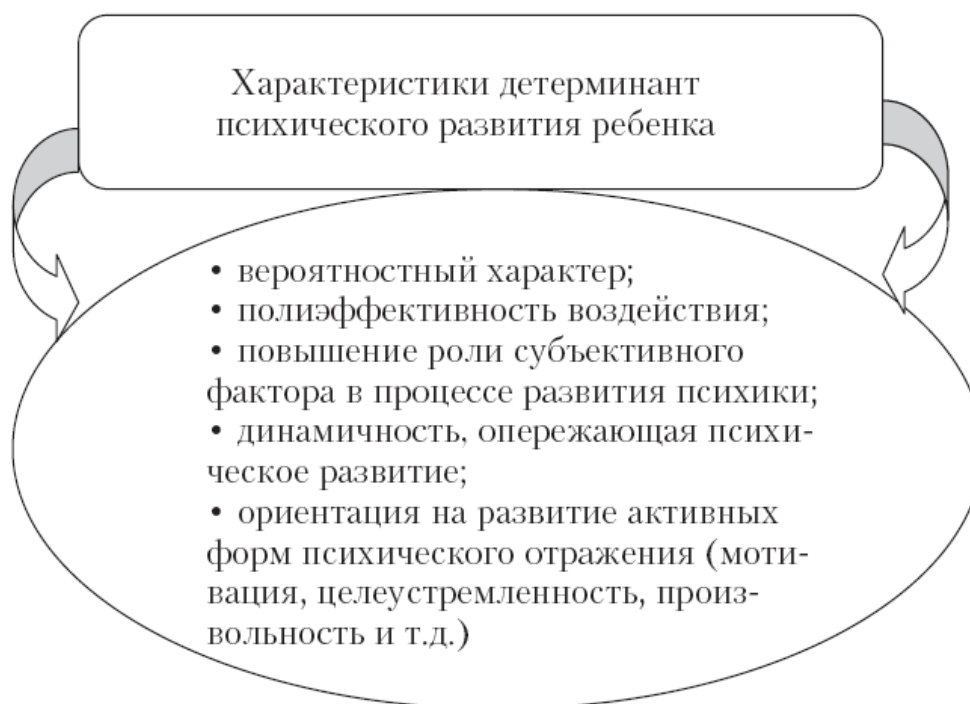 Характеристики детерминант
психического развития ребенка
• вероятностный характер;
• полиэффективность воздействия;
• повышение роли субъективного
фактора в процессе развития психики;
• динамичность, опережающая психи-
ческое развитие;
• ориентация на развитие активных
форм психического отражения (моти-
вация, целеустремленность, произ-
вольность и т.д.)